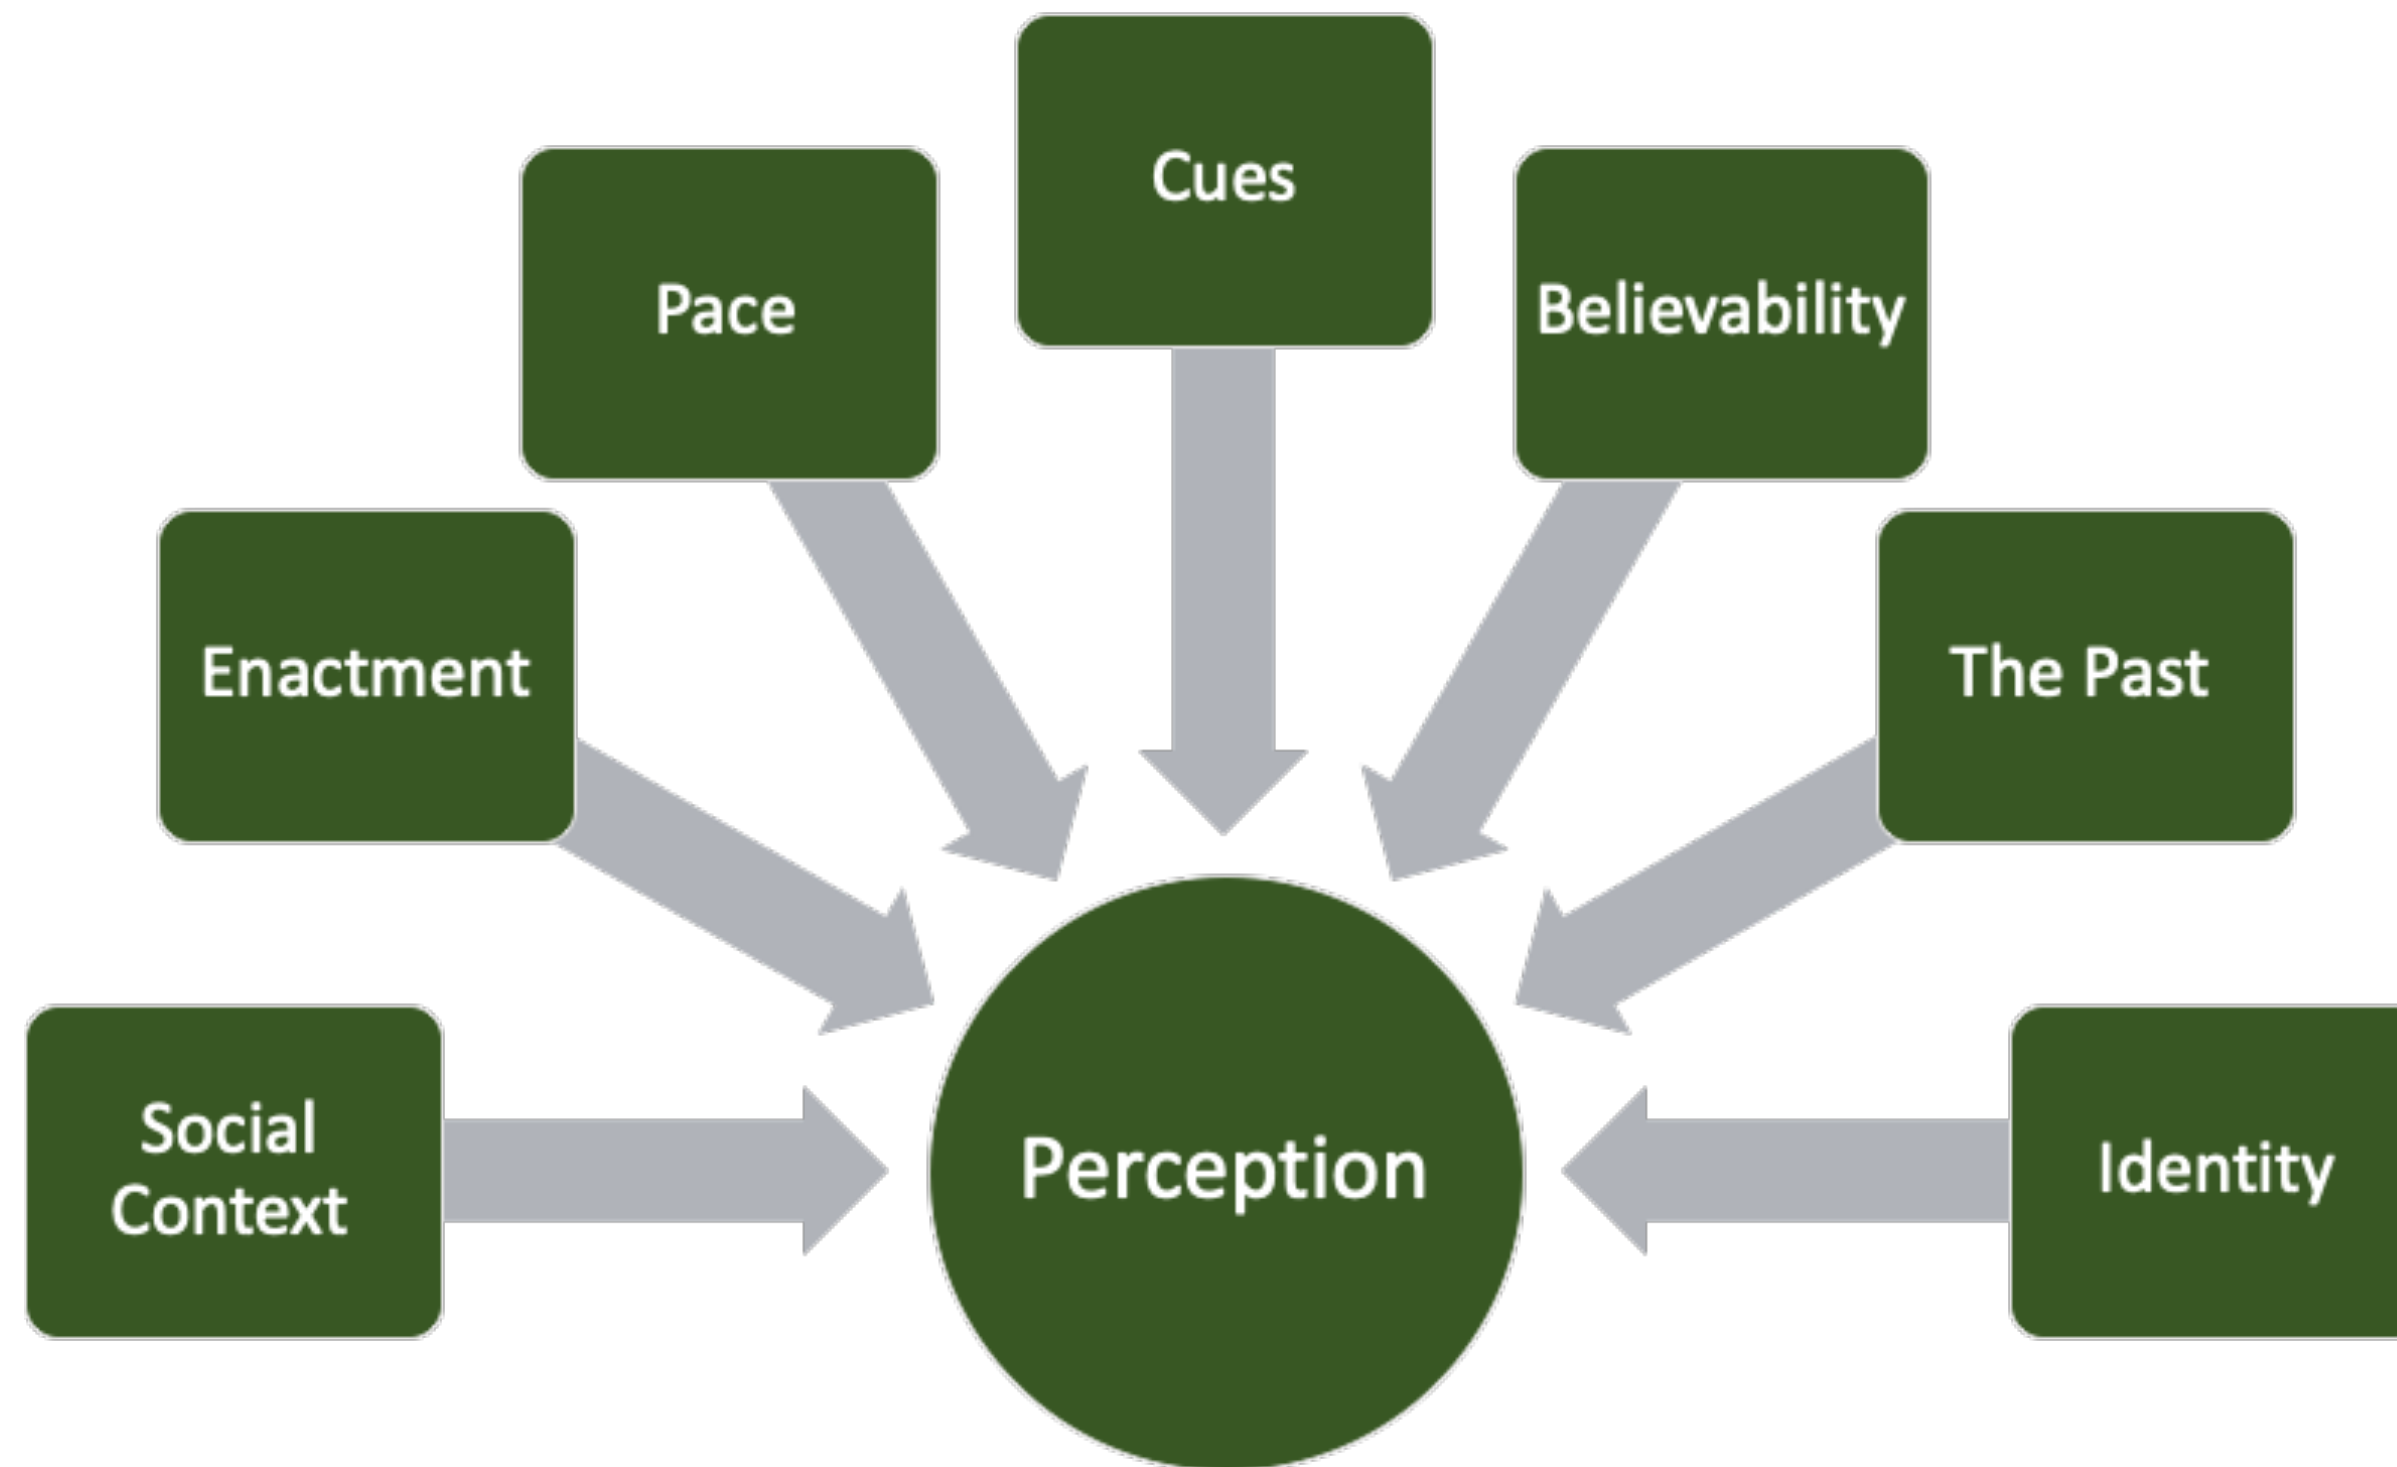 Cues
Pace
Believability
Enactment
The Past
Social
Context
Perception
Identity